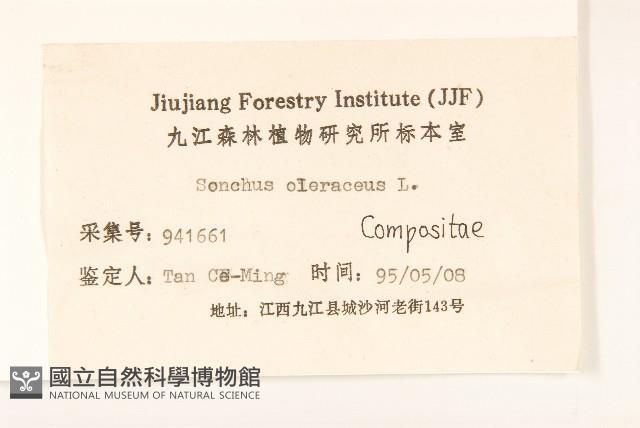 Jiujiang Forestry Institute (JJF)
九江森林植物研究所标本室
Sonchus oleraceus L.
Compositae
采集号: 941661
鉴定人: Tan Ce-Ming 时间: 95/05/08
地址: 江西九江县城沙河老街143号
國立自然科學博物館
NATIONAL MUSEUM OF NATURAL SCIENCE